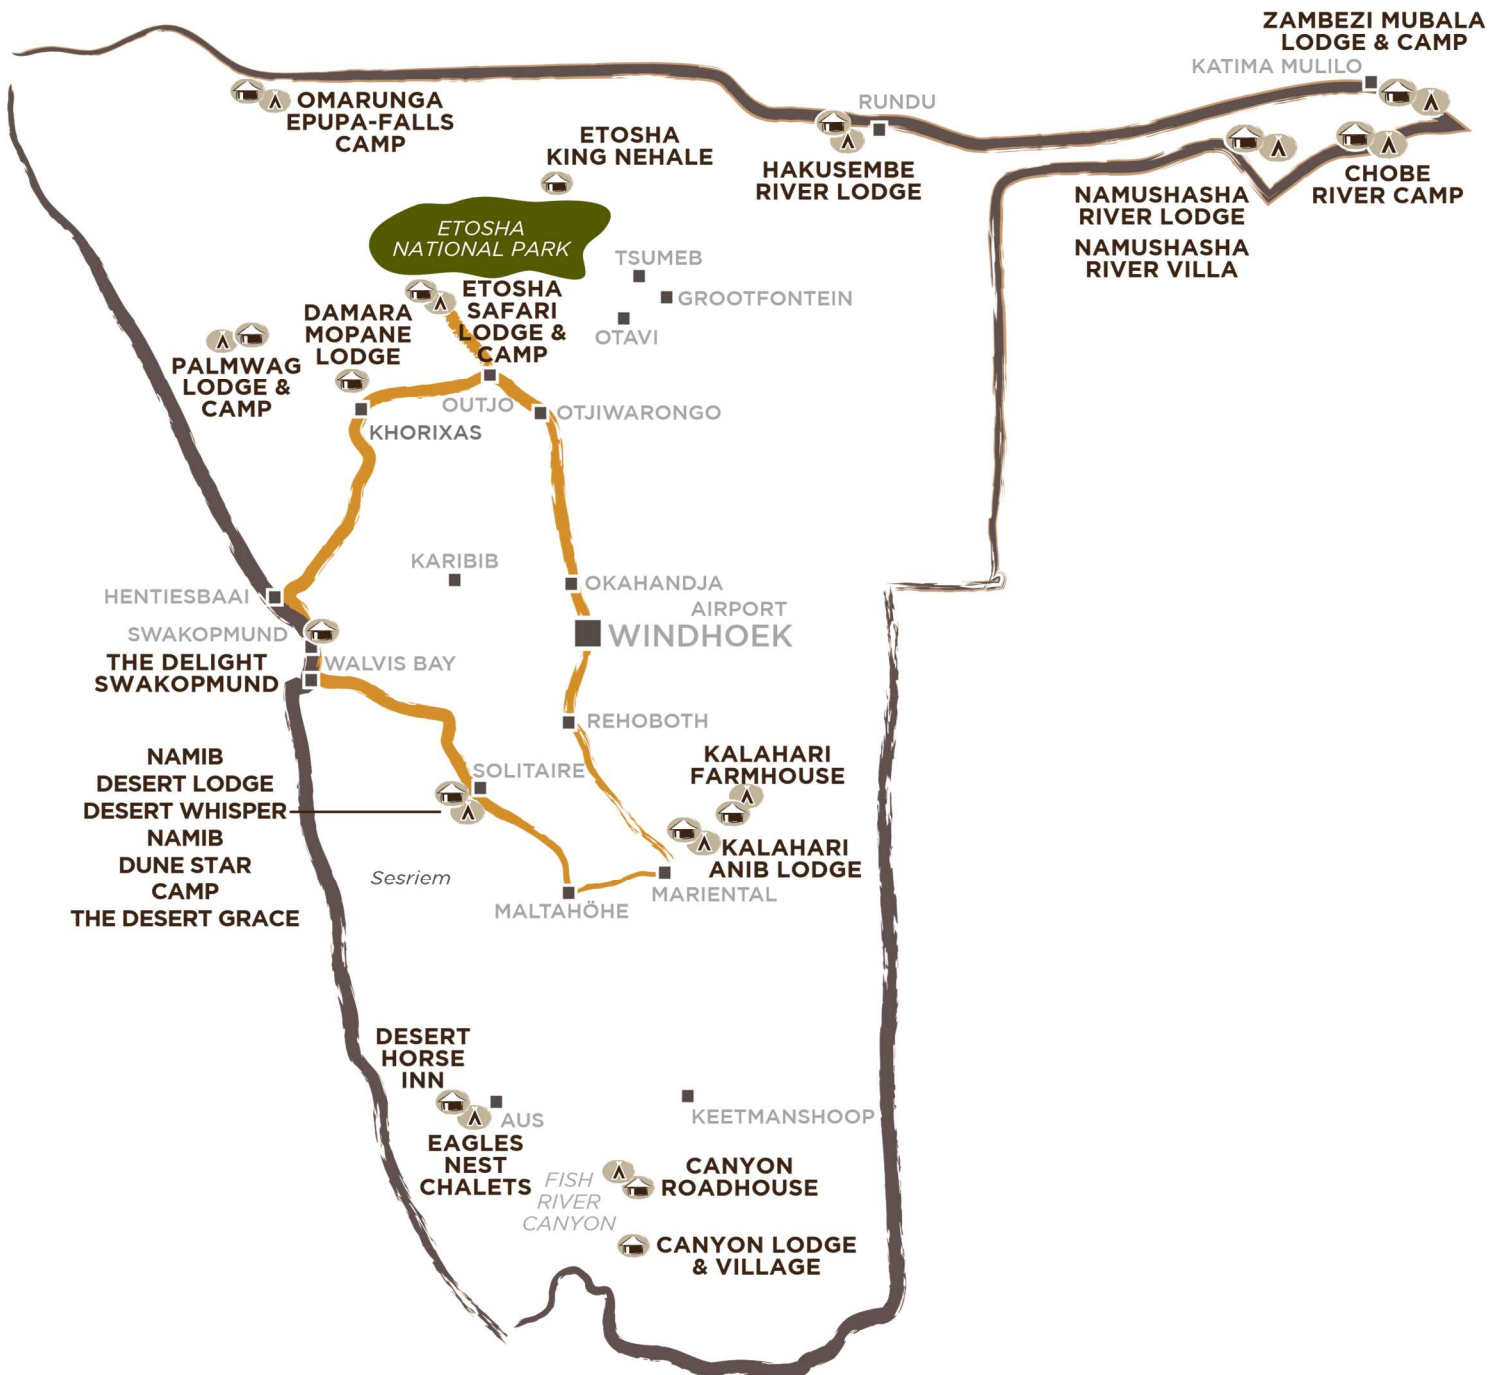 ZAMBEZI MUBALA
LODGE & CAMP
KATIMA MULILO
OMARUNGA
EPUPA-FALLS
CAMP
ETOSHA
KING NEHALE
RUNDU
HAKUSEMBE
RIVER LODGE
NAMUSHASHA
RIVER LODGE
NAMUSHASHA
RIVER VILLA
CHOBE
RIVER CAMP
ETOSHA
NATIONAL PARK
TSUMEB
GROOTFONTEIN
OTAVI
ETOSHA
SAFARI
LODGE &
CAMP
DAMARA
MOPANE
LODGE
PALMWAG
LODGE &
CAMP
OUTJO
OTJIWARONGO
KHORIXAS
KARIBIB
OKAHANDJA
HENTIESBAAI
AIRPORT
WINDHOEK
SWAKOPMUND
THE DELIGHT
SWAKOPMUND
WALVIS BAY
REHOBOTH
NAMIB
DESERT LODGE
DESERT WHISPER
NAMIB
DUNE STAR
CAMP
THE DESERT GRACE
SOLITAIRE
KALAHARI
FARMHOUSE
KALAHARI
ANIB LODGE
Sesriem
MALTAHÖHE
MARIENTAL
DESERT
HORSE
INN
AUS
EAGLES
NEST
CHALETS
KEETMANSHOOP
FISH
RIVER
CANYON
CANYON
ROADHOUSE
CANYON LODGE
& VILLAGE